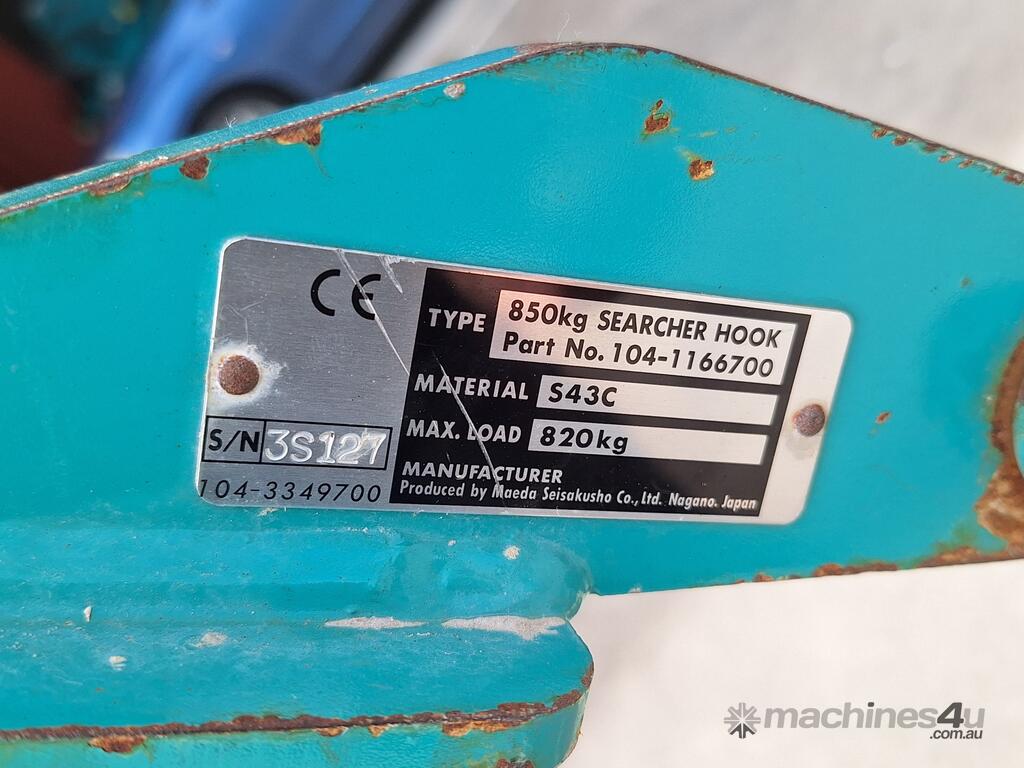 CE
TYPE 850kg SEARCHER HOOK
Part No. 104-1166700
MATERIAL S43C
MAX. LOAD 820kg
S/N 3S127
MANUFACTURER
Produced by Maeda Seisakusho Co., Ltd. Nagano. Japan
104-3349700
machines4u
.com.au